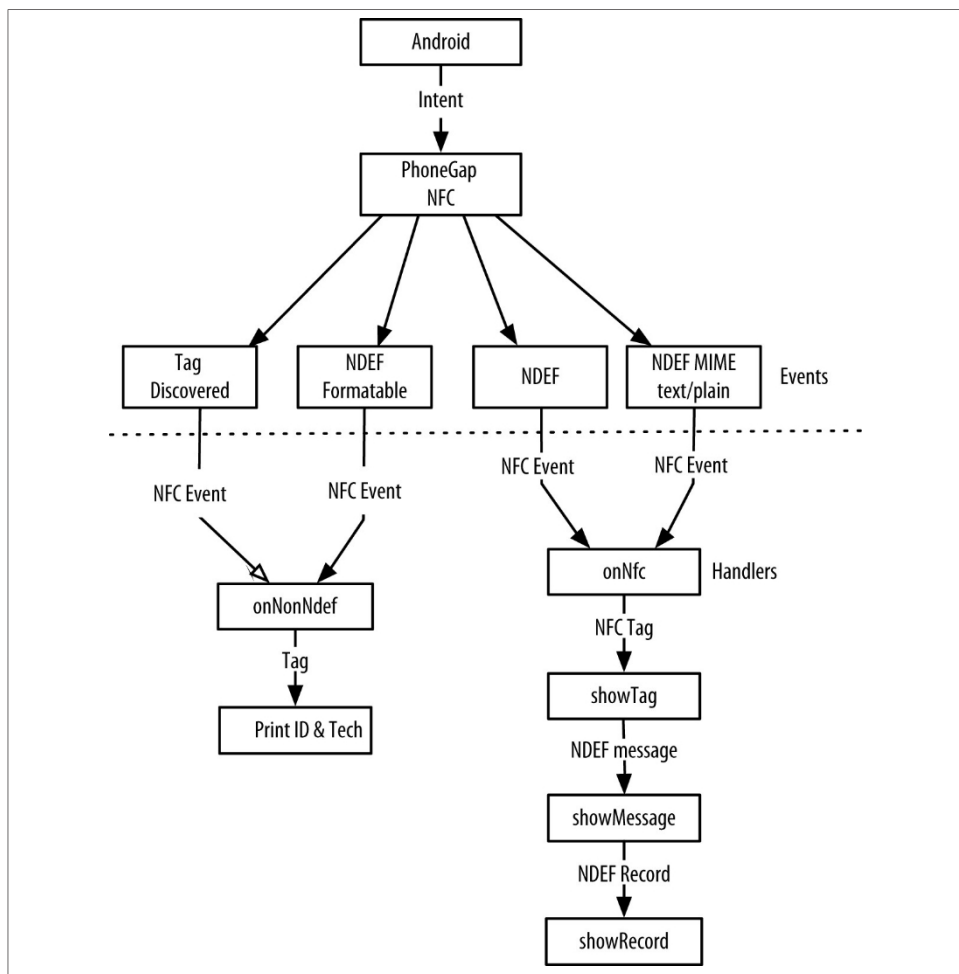 Android
Intent
PhoneGap
NFC
Tag
Discovered
NDEF
Formatable
NDEF
NDEF MIME
text/plain
Events
NFC Event
NFC Event
NFC Event
NFC Event
onNonNdef
Tag
Print ID & Tech
onNfc
Handlers
NFC Tag
showTag
NDEF message
showMessage
NDEF Record
showRecord